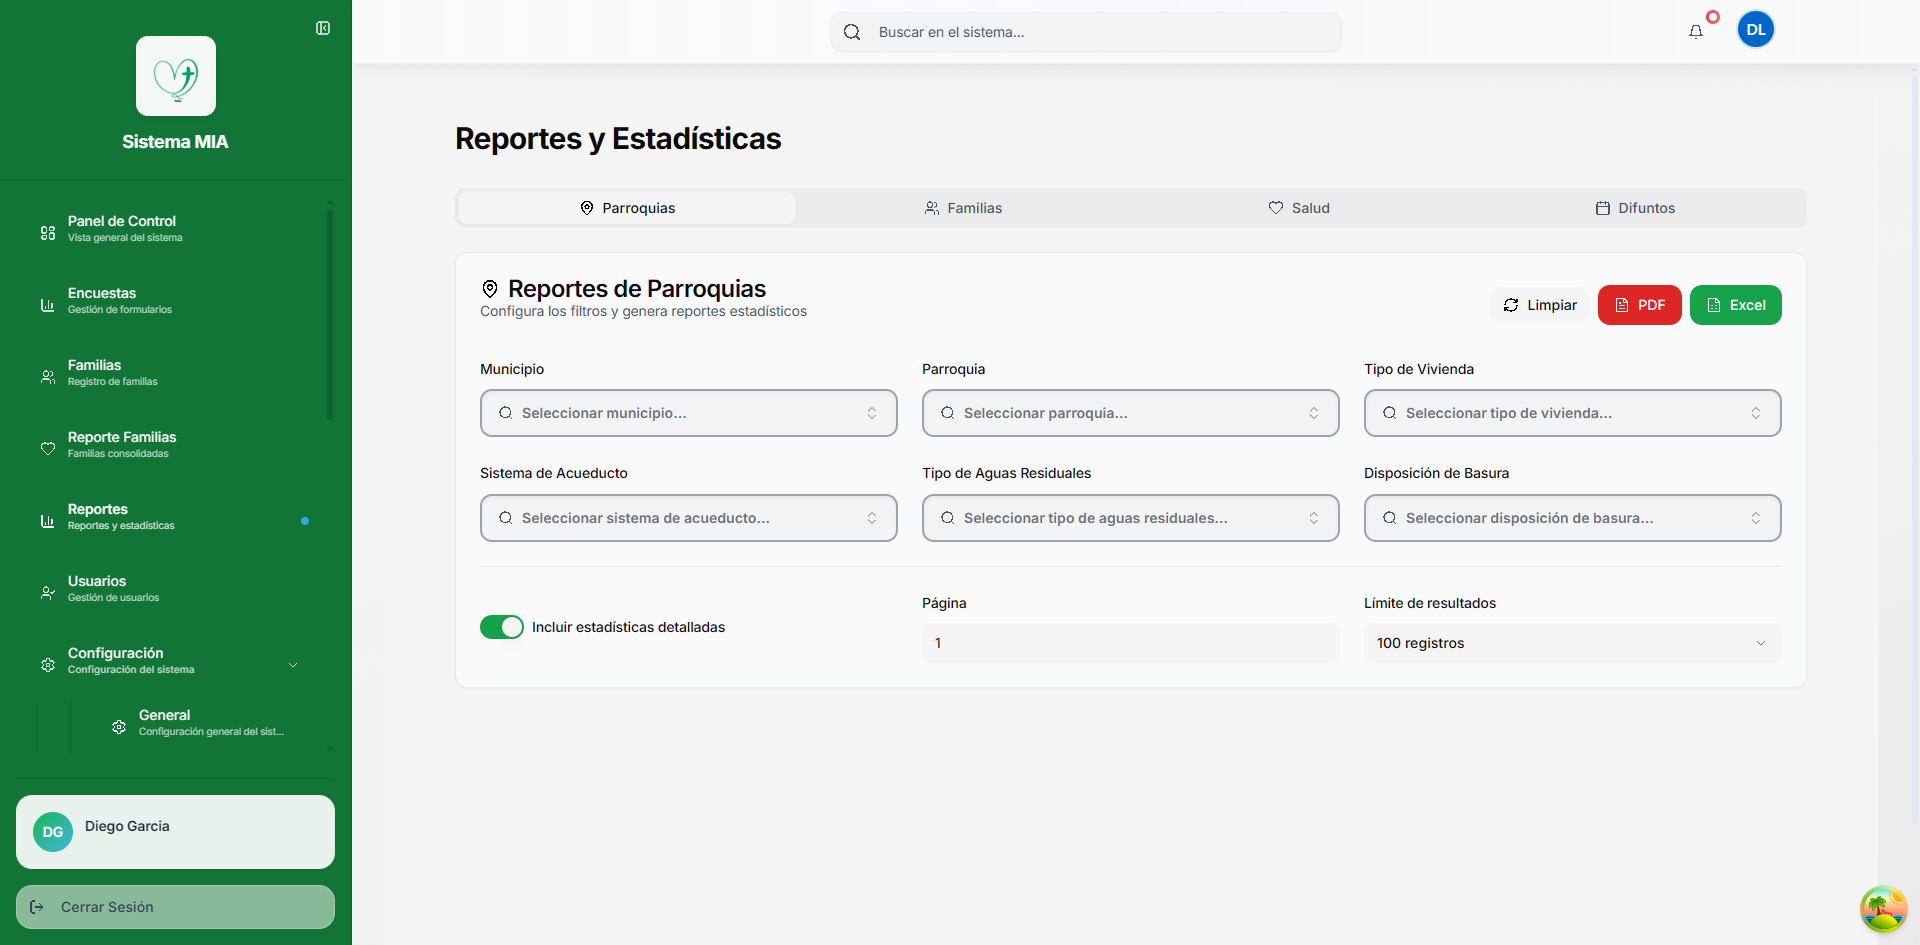 Buscar en el sistema...
DL
Sistema MIA
Panel de Control
Vista general del sistema
Encuestas
Gestión de formularios
Familias
Registro de familias
Reporte Familias
Familias consolidadas
Reportes
Reportes y estadísticas
Usuarios
Gestión de usuarios
Configuración
Configuración del sistema
General
Configuración general del sist...
DG
Diego Garcia
Cerrar Sesión
Reportes y Estadísticas
Parroquias
Familias
Salud
Difuntos
Reportes de Parroquias
Configura los filtros y genera reportes estadísticos
Limpiar
PDF
Excel
Municipio
Parroquia
Tipo de Vivienda
Seleccionar municipio...
Seleccionar parroquia...
Seleccionar tipo de vivienda...
Sistema de Acueducto
Tipo de Aguas Residuales
Disposición de Basura
Seleccionar sistema de acueducto...
Seleccionar tipo de aguas residuales...
Seleccionar disposición de basura...
Incluir estadísticas detalladas
Página
1
Límite de resultados
100 registros